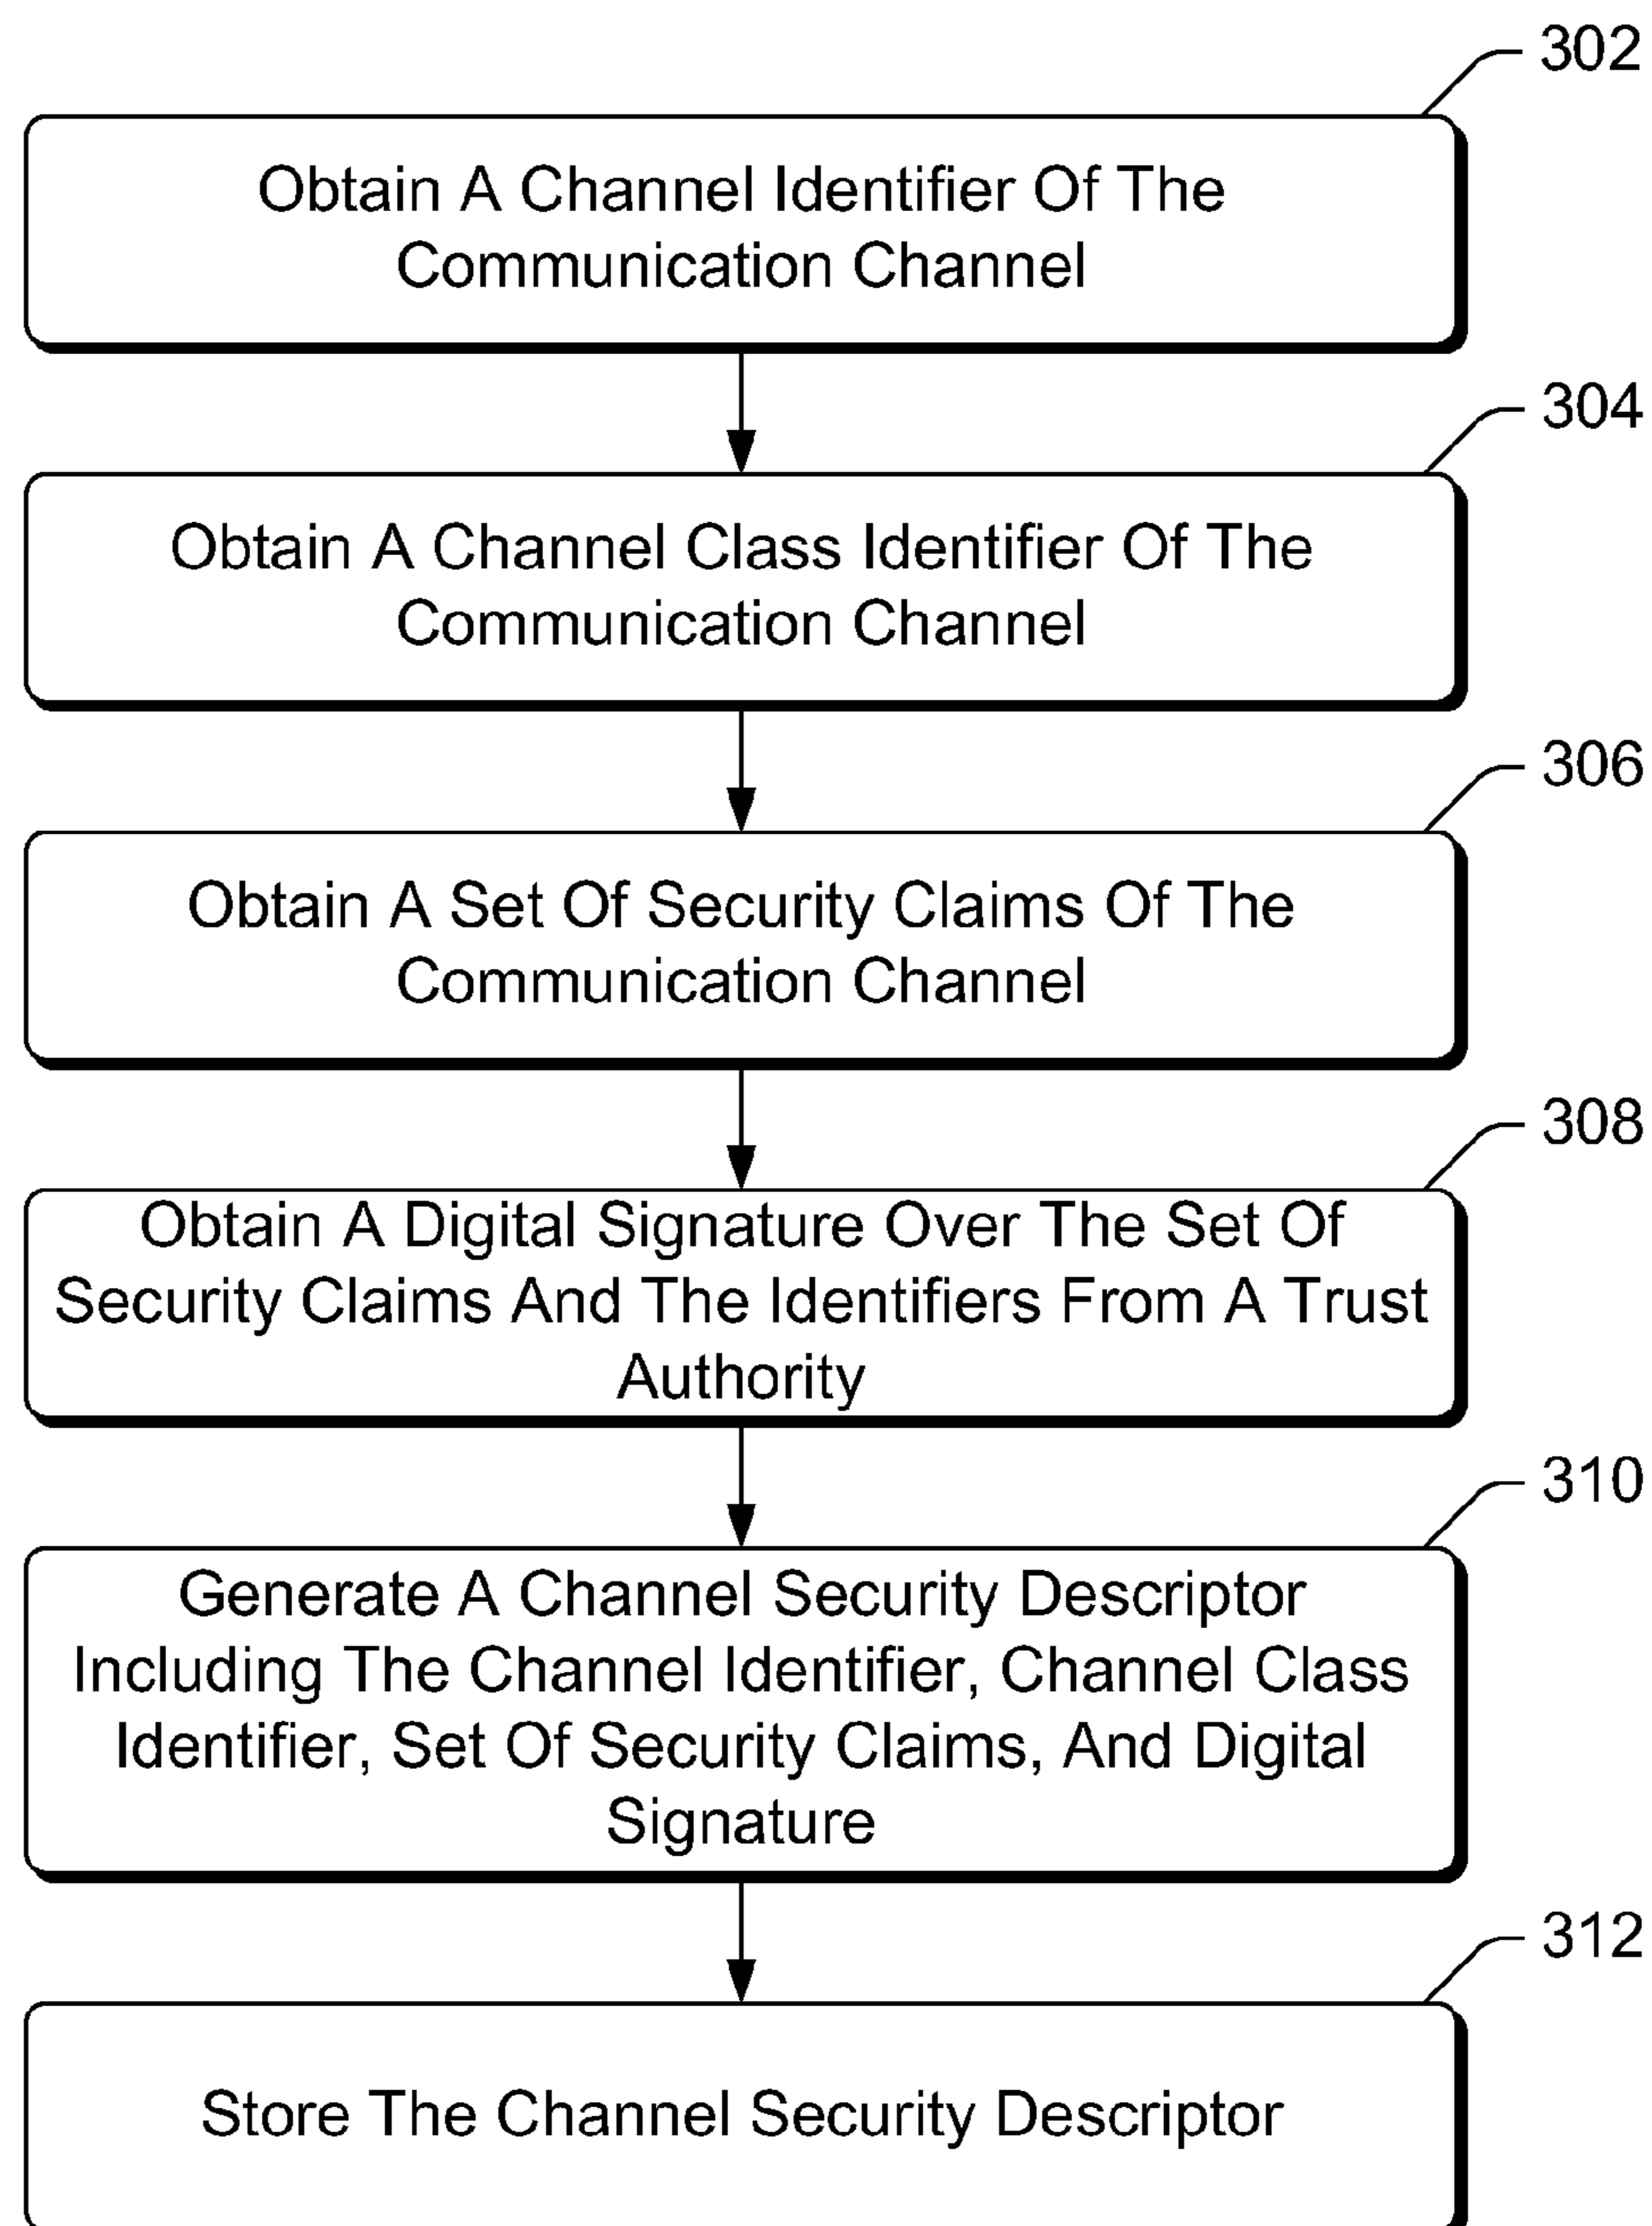 302
Obtain A Channel Identifier Of The
Communication Channel
304
Obtain A Channel Class Identifier Of The
Communication Channel
306
Obtain A Set Of Security Claims Of The
Communication Channel
308
Obtain A Digital Signature Over The Set Of
Security Claims And The Identifiers From A Trust
Authority
310
Generate A Channel Security Descriptor
Including The Channel Identifier, Channel Class
Identifier, Set Of Security Claims, And Digital
Signature
312
Store The Channel Security Descriptor